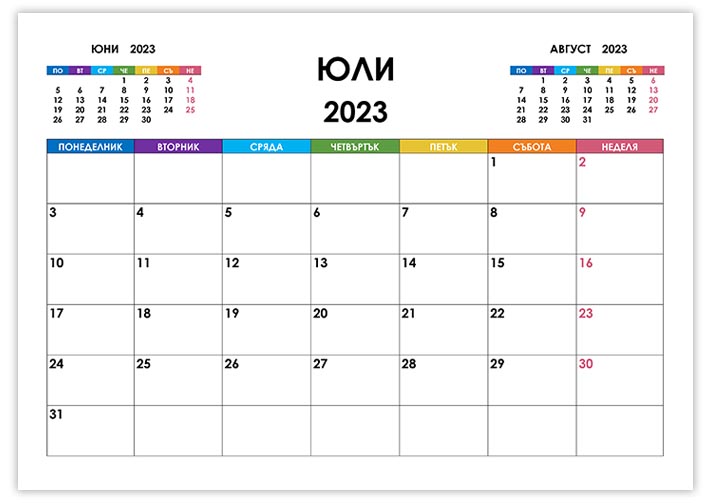 ЮНИ 2023
ПО ВТ СР ЧЕ ПЕ СЪ НЕ
1 2 3 4
5 6 7 8 9 10 11
12 13 14 15 16 17 18
19 20 21 22 23 24 25
26 27 28 29 30
ЮЛИ
2023
АВГУСТ 2023
ПО ВТ СР ЧЕ ПЕ СЪ НЕ
1 2 3 4 5 6
7 8 9 10 11 12 13
14 15 16 17 18 19 20
21 22 23 24 25 26 27
28 29 30 31
ПОНЕДЕЛНИК ВТОРНИК СРЯДА ЧЕТВЪРТЪК ПЕТЪК СЪБОТА НЕДЕЛЯ
1 2
3 4 5 6 7 8 9
10 11 12 13 14 15 16
17 18 19 20 21 22 23
24 25 26 27 28 29 30
31